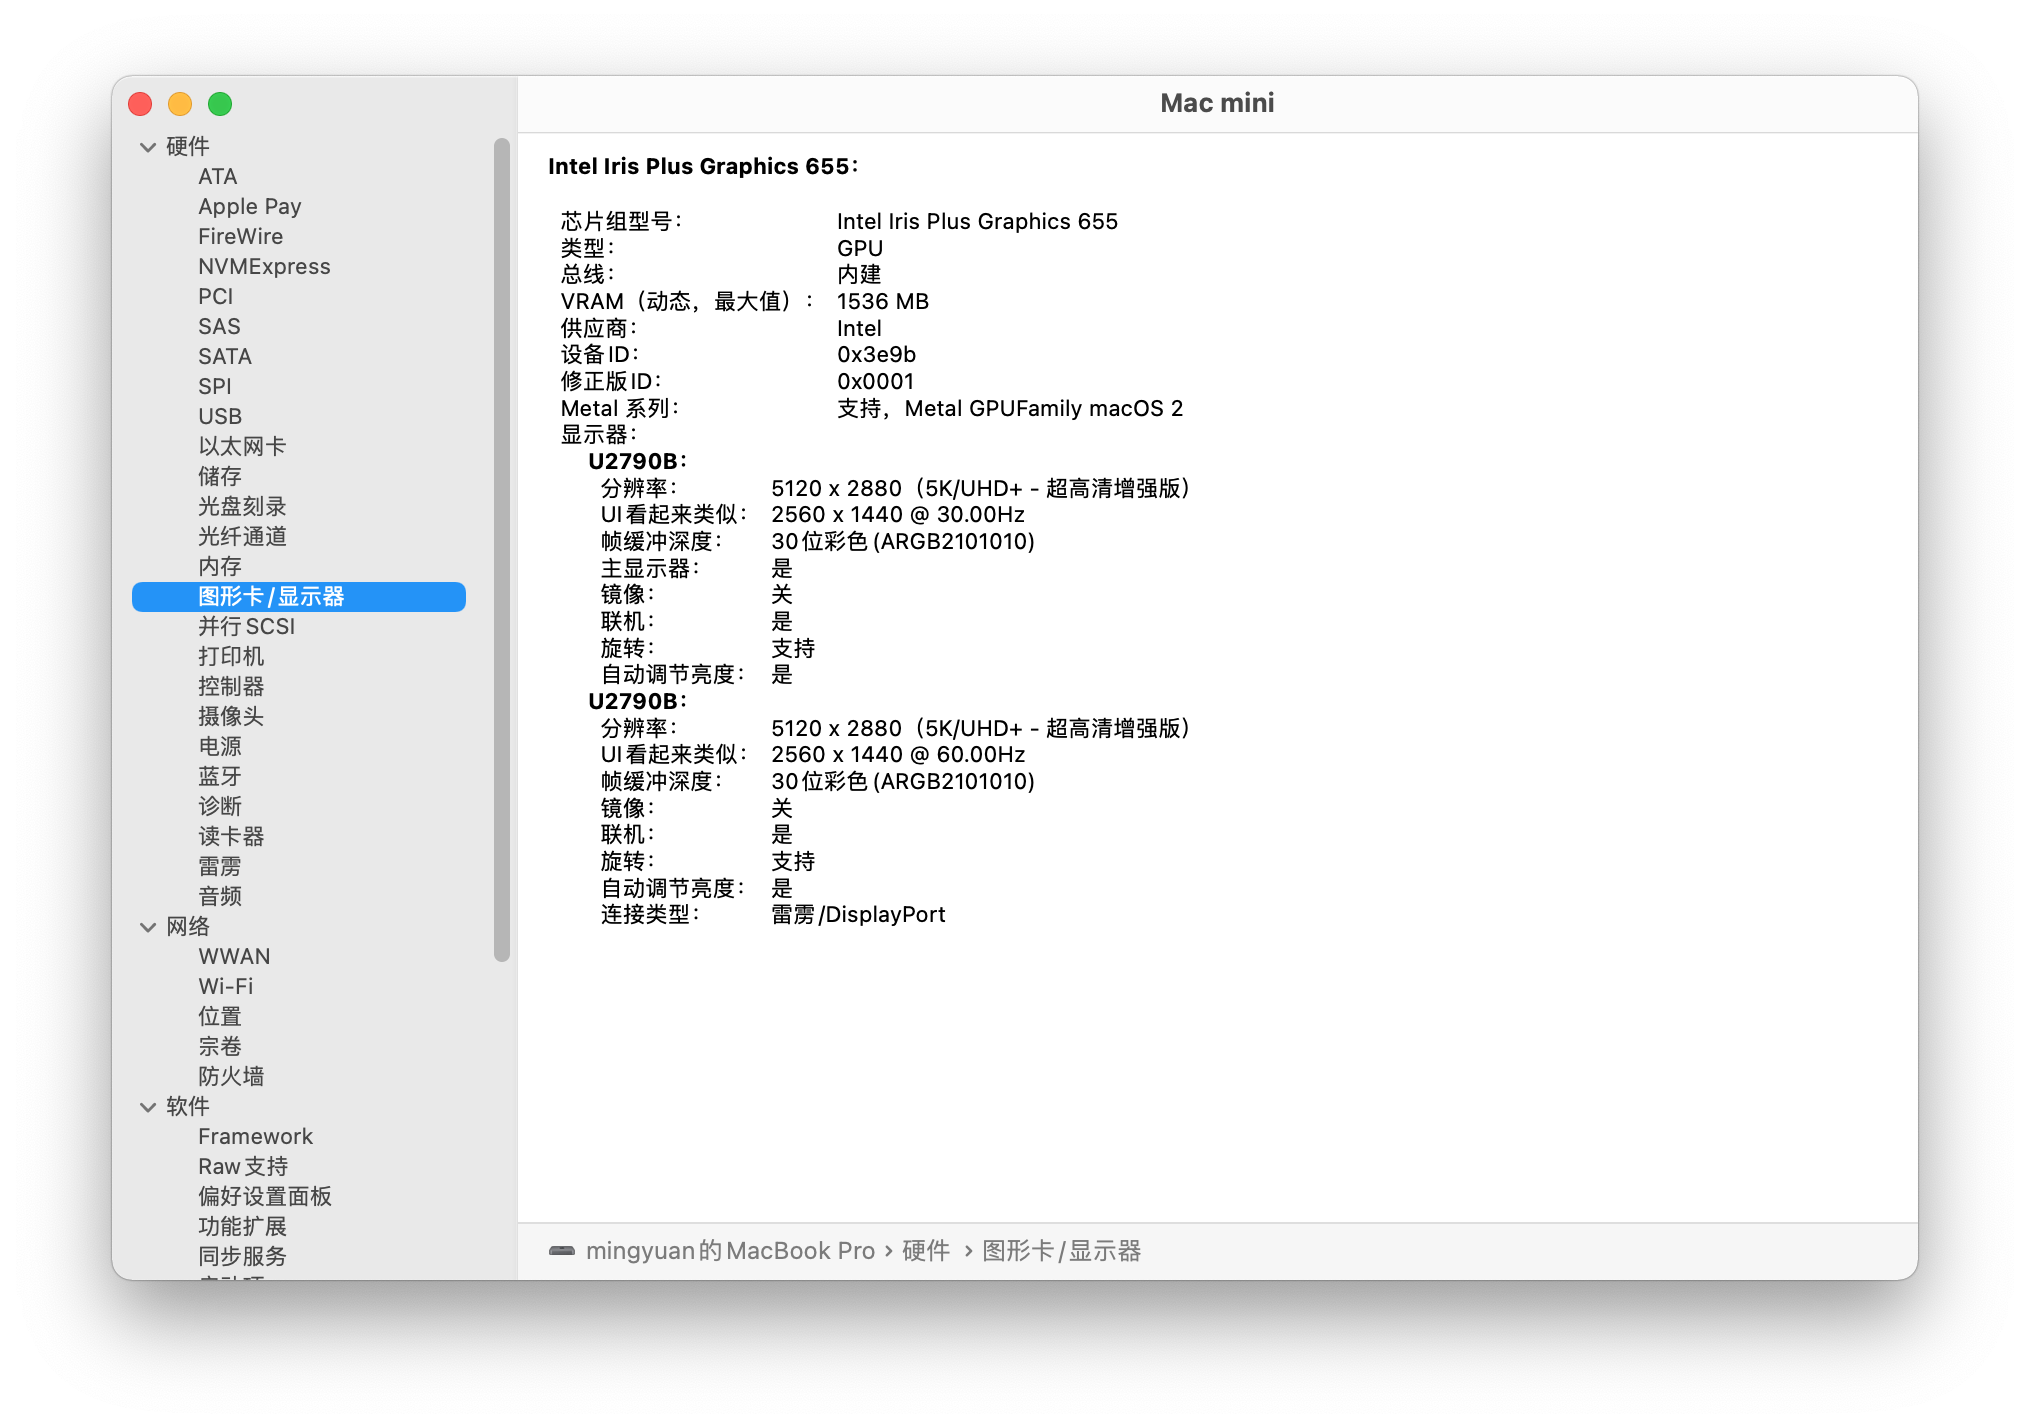 Mac mini
硬件
ATA
Apple Pay
FireWire
NVMExpress
PCI
SAS
SATA
SPI
USB
以太网卡
储存
光盘刻录
光纤通道
内存
图形卡/显示器
并行SCSI
打印机
控制器
摄像头
电源
蓝牙
诊断
读卡器
雷雳
音频
网络
WWAN
Wi-Fi
位置
宗卷
防火墙
软件
Framework
Raw支持
偏好设置面板
功能扩展
同步服务
Intel Iris Plus Graphics 655：
芯片组型号： Intel Iris Plus Graphics 655
类型： GPU
总线： 内建
VRAM（动态，最大值）： 1536 MB
供应商： Intel
设备ID： 0x3e9b
修正版ID： 0x0001
Metal 系列： 支持，Metal GPUFamily macOS 2
显示器：
U2790B：
分辨率： 5120 x 2880（5K/UHD+ - 超高清增强版）
UI看起来类似： 2560 x 1440 @ 30.00Hz
帧缓冲深度： 30位彩色(ARGB2101010)
主显示器： 是
镜像： 关
联机： 是
旋转： 支持
自动调节亮度： 是
U2790B：
分辨率： 5120 x 2880（5K/UHD+ - 超高清增强版）
UI看起来类似： 2560 x 1440 @ 60.00Hz
帧缓冲深度： 30位彩色(ARGB2101010)
镜像： 关
联机： 是
旋转： 支持
自动调节亮度： 是
连接类型： 雷雳/DisplayPort
mingyuan的MacBook Pro › 硬件 › 图形卡/显示器